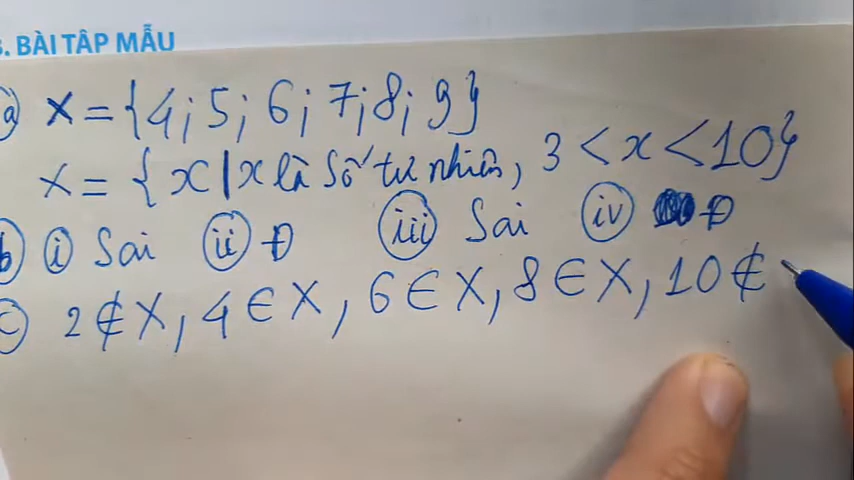 3. BÀI TẬP MẪU
a) X = {4; 5; 6; 7; 8; 9}
X = {x | x là số tự nhiên, 3 < x < 10}
b) i Sai ii Đ iii Sai iv Đ
c) 2 ∉ X, 4 ∈ X, 6 ∈ X, 8 ∈ X, 10 ∉